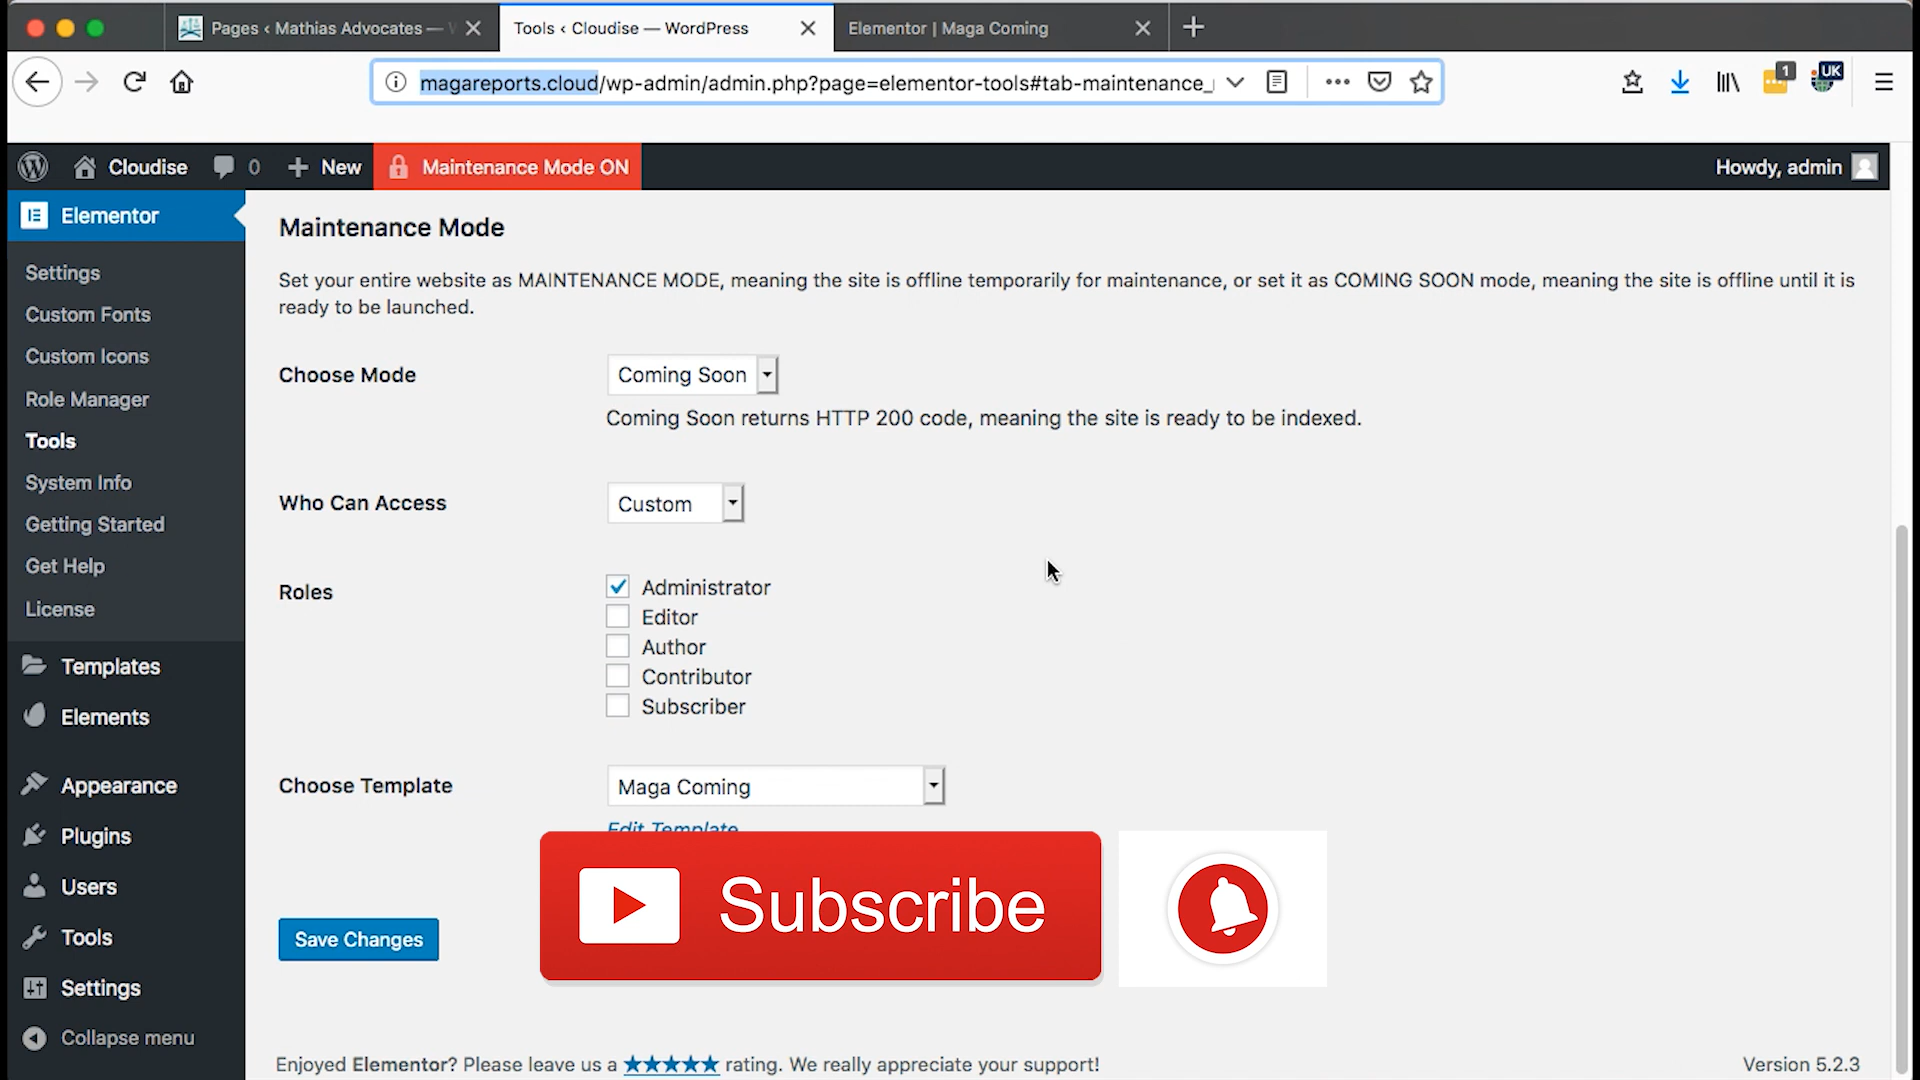 Pages ‹ Mathias Advocates —
Tools ‹ Cloudise — WordPress
Elementor | Maga Coming
magareports.cloud/wp-admin/admin.php?page=elementor-tools#tab-maintenance_
1
UK
Cloudise
0
New
Maintenance Mode ON
Howdy, admin
Elementor
Settings
Custom Fonts
Custom Icons
Role Manager
Tools
System Info
Getting Started
Get Help
License
Templates
Elements
Appearance
Plugins
Users
Tools
Settings
Collapse menu
Maintenance Mode
Set your entire website as MAINTENANCE MODE, meaning the site is offline temporarily for maintenance, or set it as COMING SOON mode, meaning the site is offline until it is
ready to be launched.
Choose Mode
Coming Soon
Coming Soon returns HTTP 200 code, meaning the site is ready to be indexed.
Who Can Access
Custom
Roles
Administrator
Editor
Author
Contributor
Subscriber
Choose Template
Maga Coming
Edit Template
Subscribe
Save Changes
Enjoyed Elementor? Please leave us a ★★★★★ rating. We really appreciate your support!
Version 5.2.3